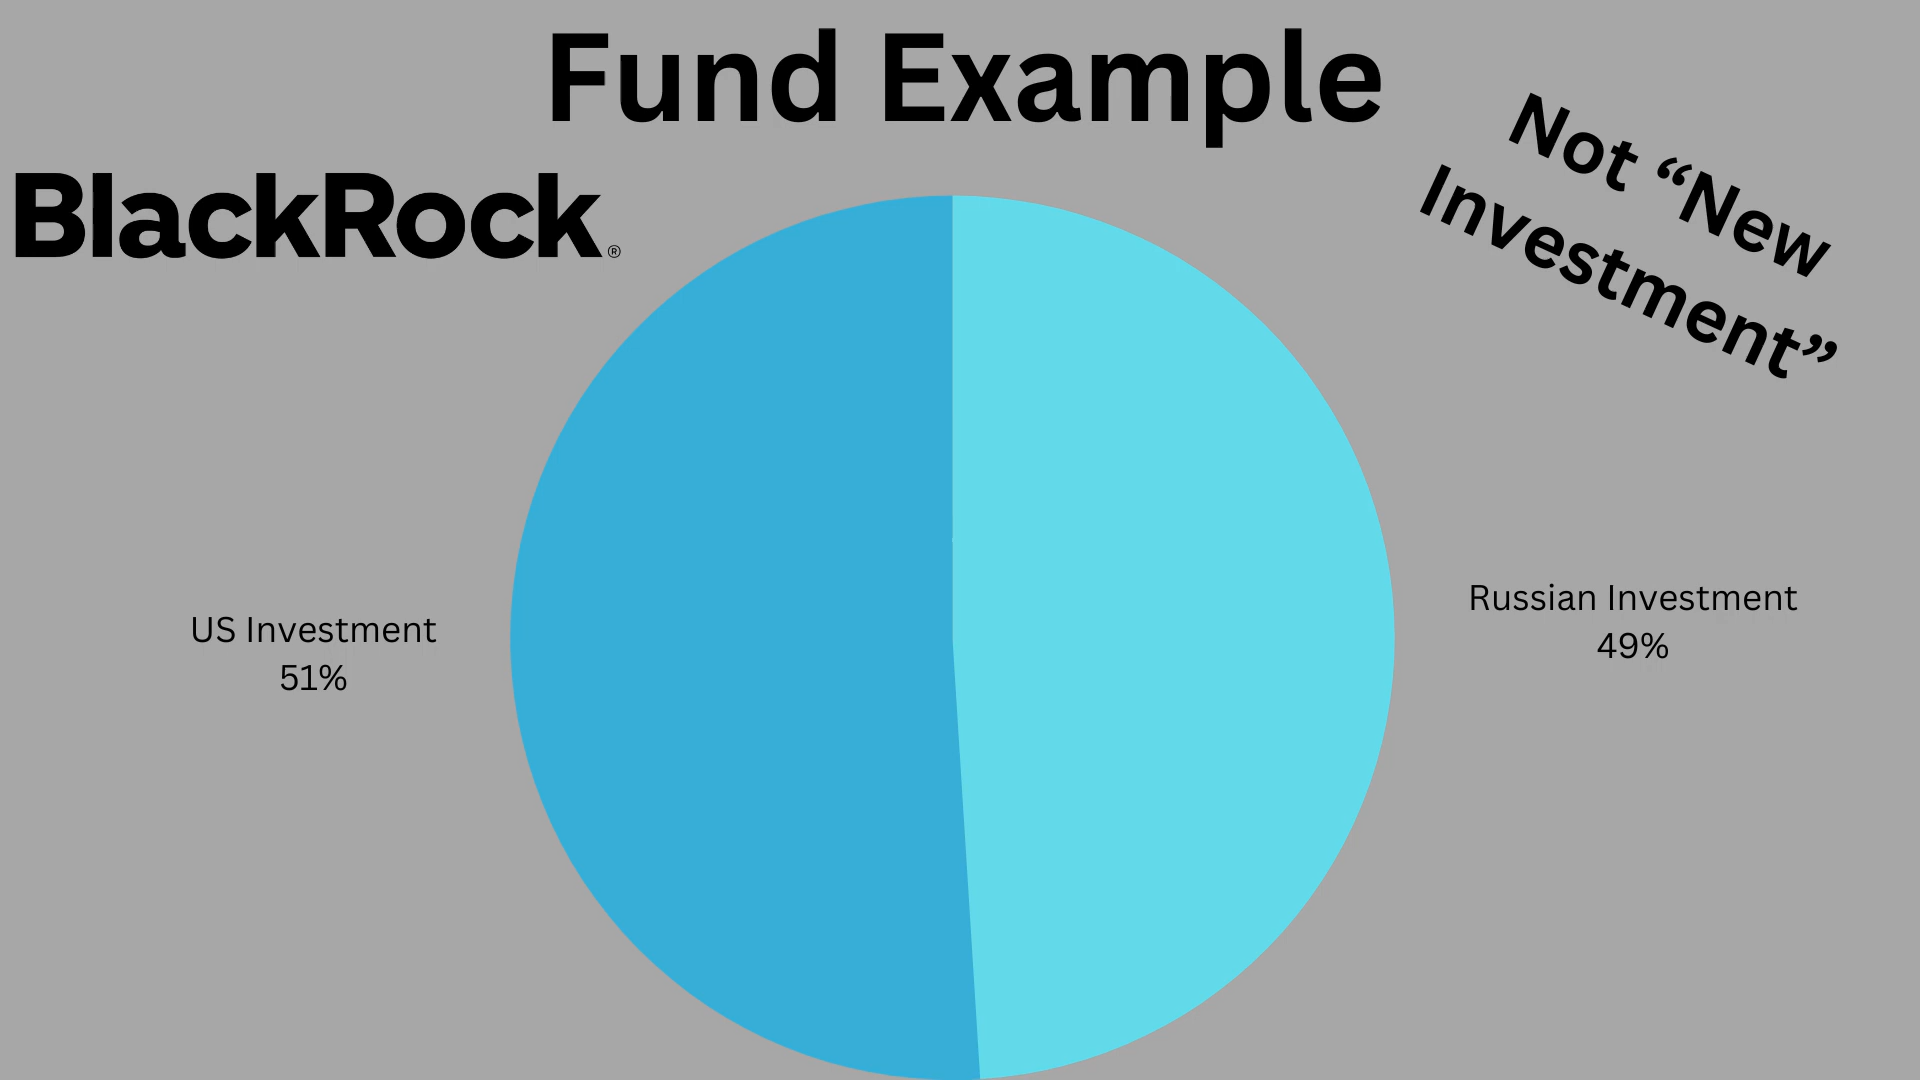 Fund Example
Not “New
Investment”
BlackRock®
US Investment
51%
Russian Investment
49%